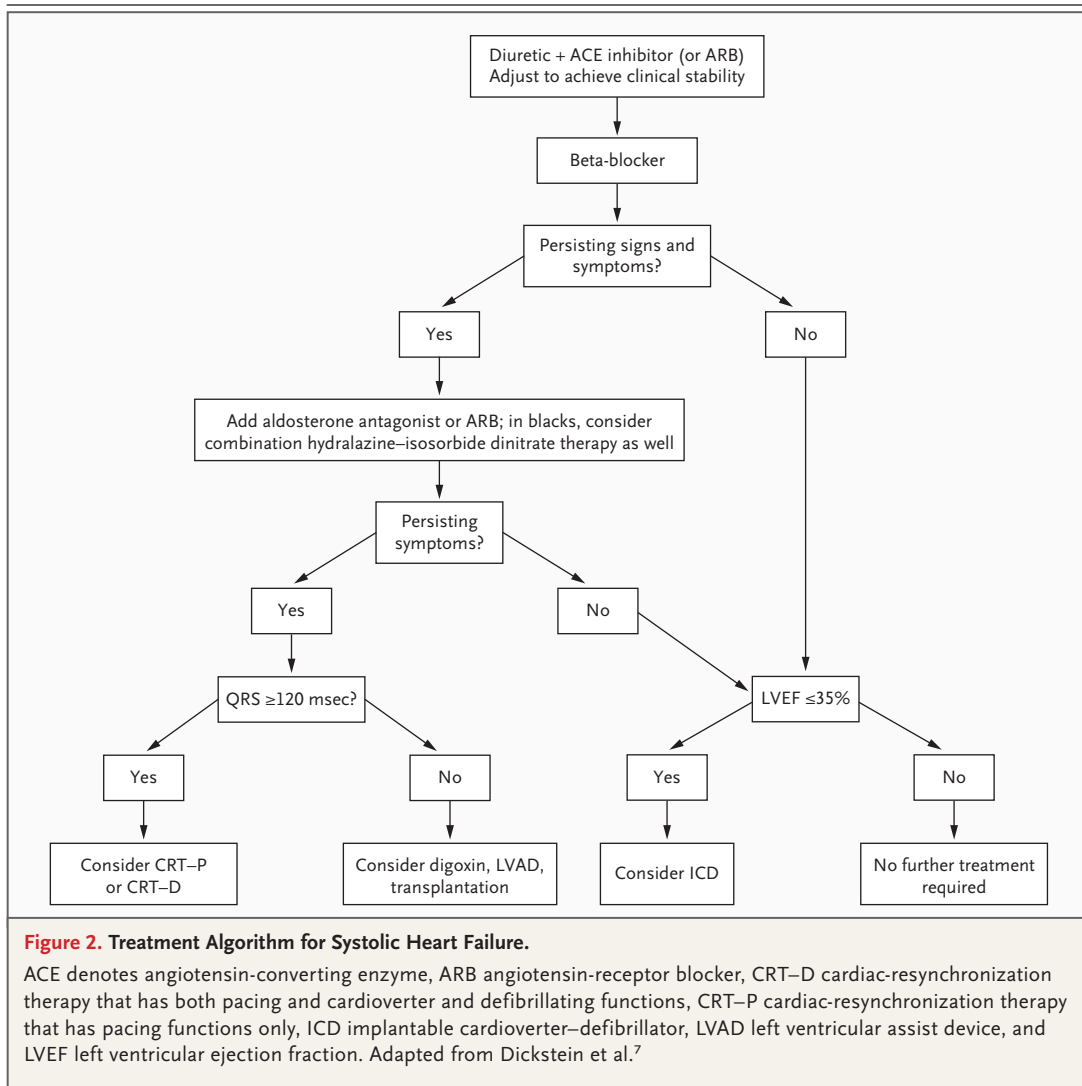 Diuretic + ACE inhibitor (or ARB)
Adjust to achieve clinical stability
Beta-blocker
Persisting signs and
symptoms?
Yes
No
Add aldosterone antagonist or ARB; in blacks, consider
combination hydralazine–isosorbide dinitrate therapy as well
Persisting
symptoms?
Yes
No
QRS ≥120 msec?
LVEF ≤35%
Yes
No
Yes
No
Consider CRT–P
or CRT–D
Consider digoxin, LVAD,
transplantation
Consider ICD
No further treatment
required
Figure 2. Treatment Algorithm for Systolic Heart Failure.
ACE denotes angiotensin-converting enzyme, ARB angiotensin-receptor blocker, CRT–D cardiac-resynchronization
therapy that has both pacing and cardioverter and defibrillating functions, CRT–P cardiac-resynchronization therapy
that has pacing functions only, ICD implantable cardioverter–defibrillator, LVAD left ventricular assist device, and
LVEF left ventricular ejection fraction. Adapted from Dickstein et al.⁷